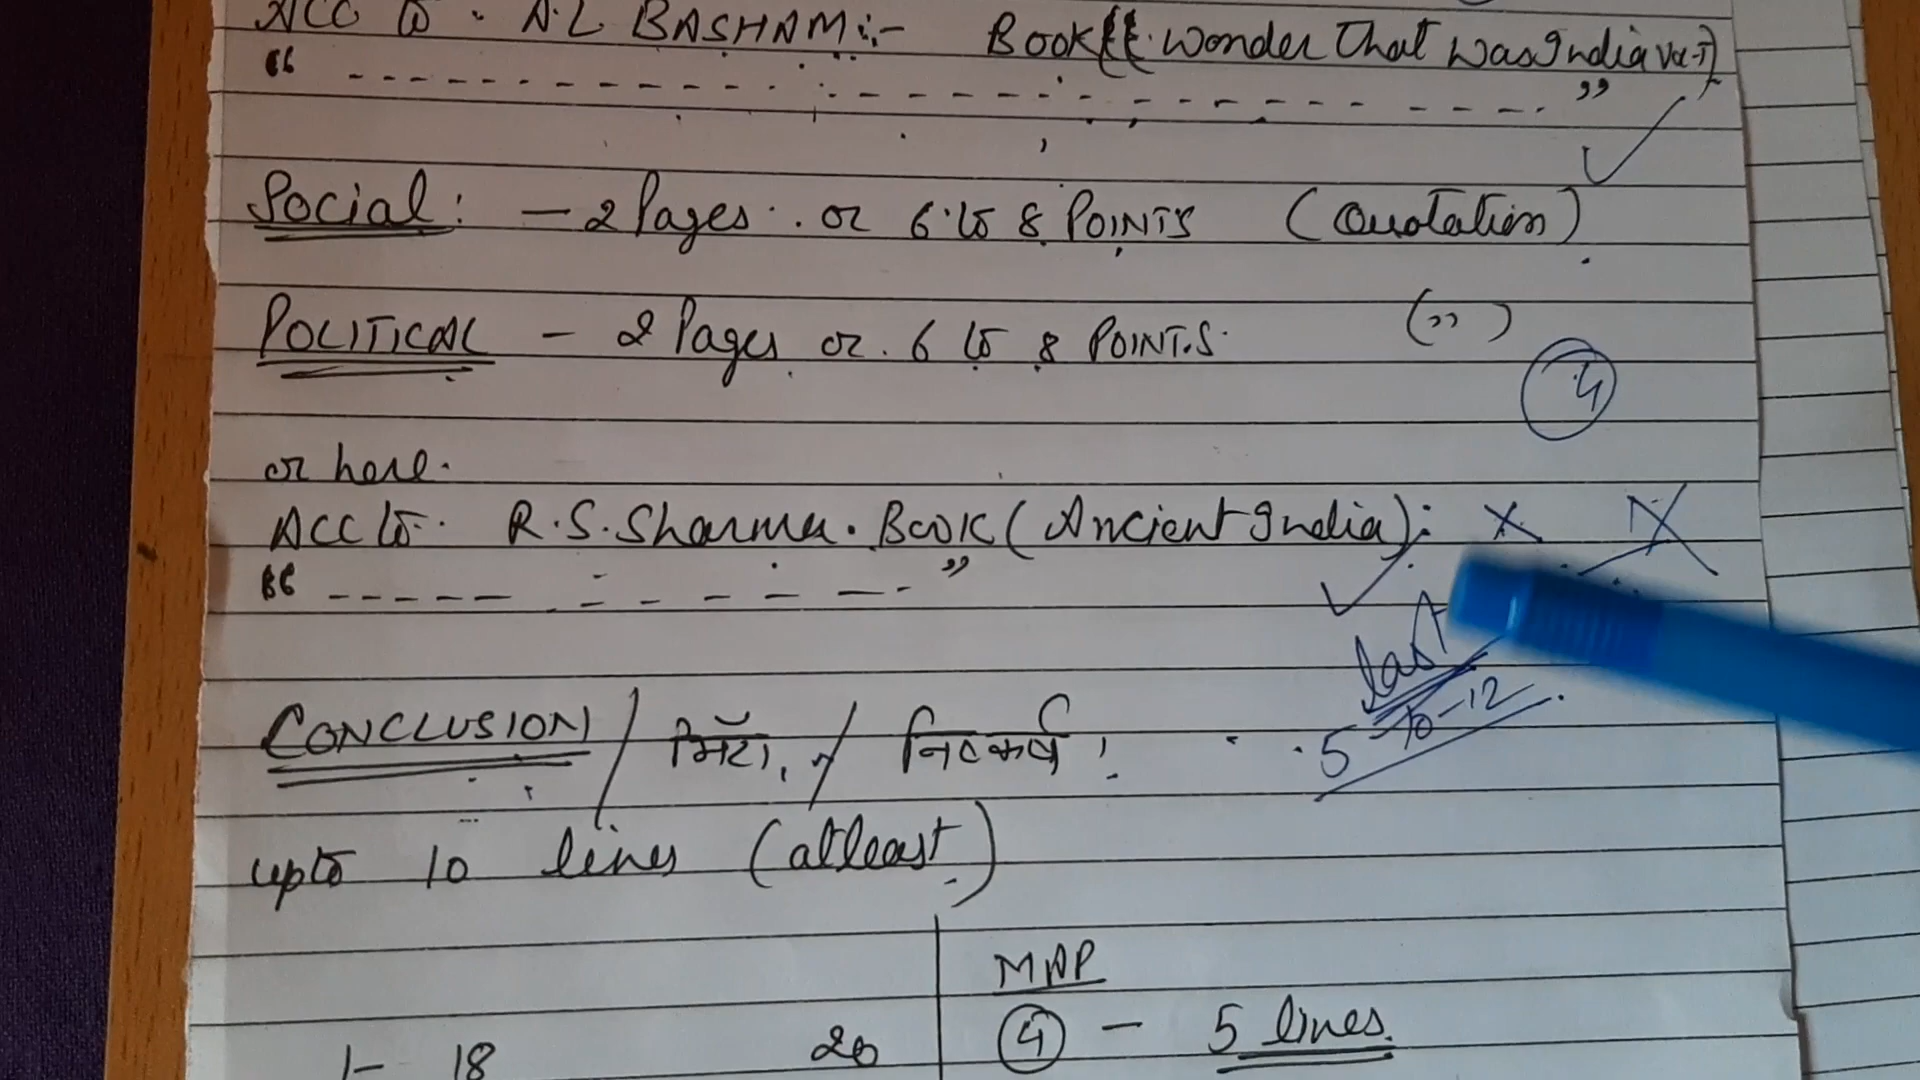 ACC to. A.L BASHAM:- Book (Wonder That Was India Vol-I)
“ - - - - - - - - - - - - - - - - - - - - - - - - - - ”
Social: - 2 Pages. or 6 to 8 POINTS (Quotation)
POLITICAL - 2 Pages or. 6 to 8 POINTS. (,,)
4
or here.
ACC to. R.S. Sharma. Book (Ancient India): X X
“ - - - - - - - - - - - ”
last
5 10-12
CONCLUSION / / निष्कर्ष
upto 10 lines (atleast)
MAP
1- 18 20 4 - 5 lines.